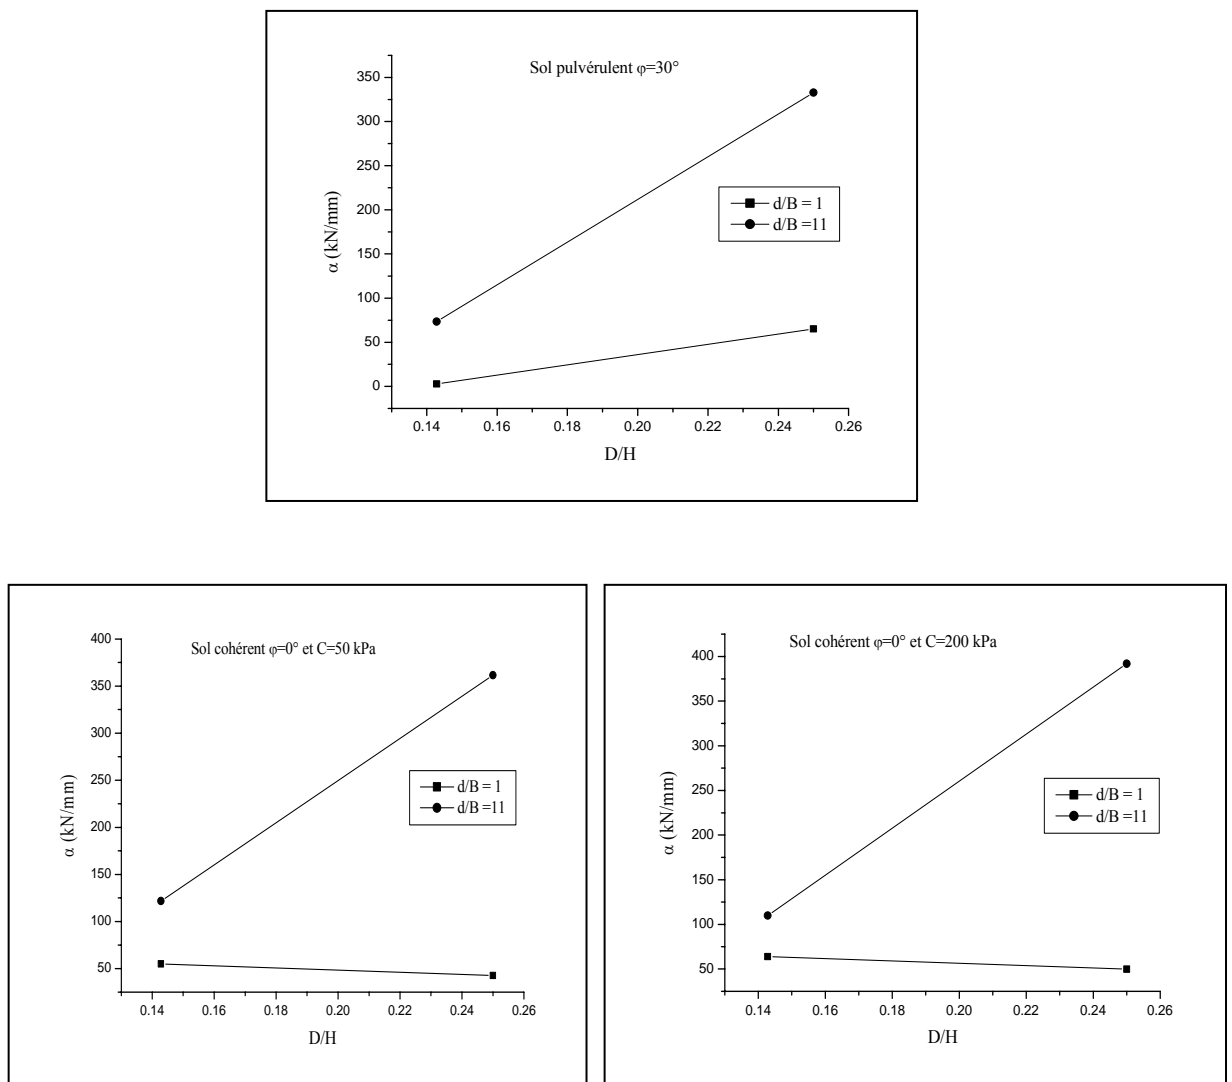 Sol pulvérulent φ=30°
350
300
250
200
150
100
50
0
α (kN/mm)
d/B = 1
d/B =11
0.14 0.16 0.18 0.20 0.22 0.24 0.26
D/H
Sol cohérent φ=0° et C=50 kPa
400
350
300
250
200
150
100
50
α (kN/mm)
d/B = 1
d/B =11
0.14 0.16 0.18 0.20 0.22 0.24 0.26
D/H
Sol cohérent φ=0° et C=200 kPa
400
350
300
250
200
150
100
50
α (kN/mm)
d/B = 1
d/B =11
0.14 0.16 0.18 0.20 0.22 0.24 0.26
D/H